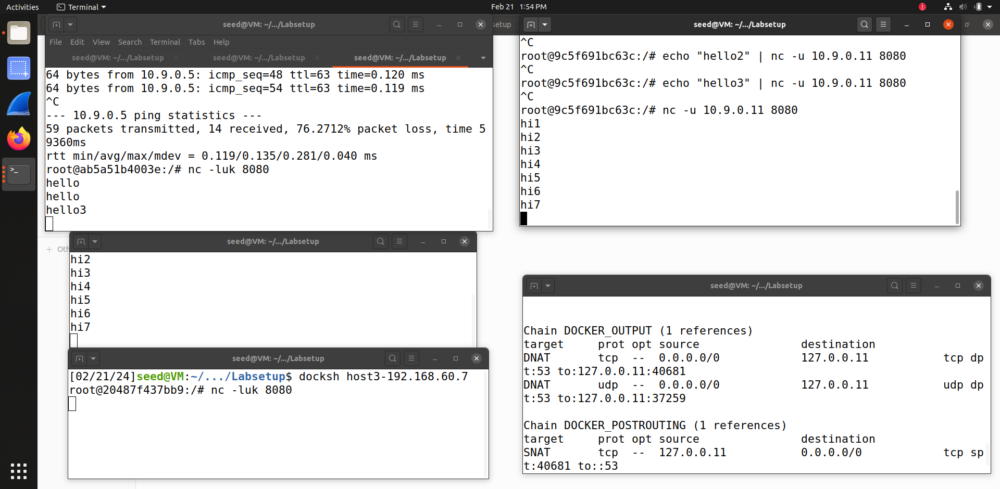 Activities
Terminal
Feb 21 1:54 PM
seed@VM: ~/.../Labsetup
File Edit View Search Terminal Tabs Help
seed@VM: ~/.../Labsetup × seed@VM: ~/.../Labsetup × seed@VM: ~/.../Labsetup ×
64 bytes from 10.9.0.5: icmp_seq=48 ttl=63 time=0.120 ms
64 bytes from 10.9.0.5: icmp_seq=54 ttl=63 time=0.119 ms
^C
--- 10.9.0.5 ping statistics ---
59 packets transmitted, 14 received, 76.2712% packet loss, time 5
9360ms
rtt min/avg/max/mdev = 0.119/0.135/0.281/0.040 ms
root@ab5a51b4003e:/# nc -luk 8080
hello
hello
hello3
setup
seed@VM: ~/.../Labsetup
^C
root@9c5f691bc63c:/# echo "hello2" | nc -u 10.9.0.11 8080
^C
root@9c5f691bc63c:/# echo "hello3" | nc -u 10.9.0.11 8080
^C
root@9c5f691bc63c:/# nc -u 10.9.0.11 8080
hi1
hi2
hi3
hi4
hi5
hi6
hi7
+ Oth
seed@VM: ~/.../Labsetup
hi2
hi3
hi4
hi5
hi6
hi7
seed@VM: ~/.../Labsetup
[02/21/24]seed@VM:~/.../Labsetup$ docksh host3-192.168.60.7
root@20487f437bb9:/# nc -luk 8080
seed@VM: ~/.../Labsetup
Chain DOCKER_OUTPUT (1 references)
target prot opt source destination
DNAT tcp -- 0.0.0.0/0 127.0.0.11 tcp dp
t:53 to:127.0.0.11:40681
DNAT udp -- 0.0.0.0/0 127.0.0.11 udp dp
t:53 to:127.0.0.11:37259
Chain DOCKER_POSTROUTING (1 references)
target prot opt source destination
SNAT tcp -- 127.0.0.11 0.0.0.0/0 tcp sp
t:40681 to::53